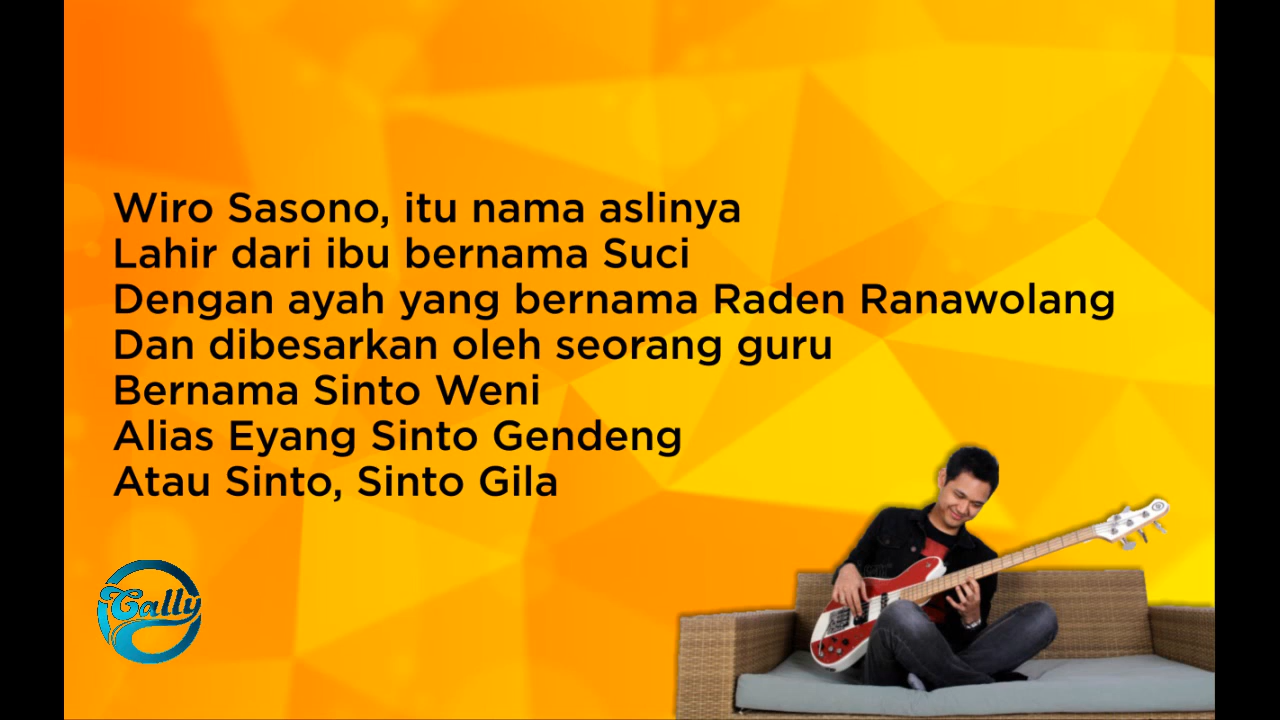 Wiro Sasono, itu nama aslinya
Lahir dari ibu bernama Suci
Dengan ayah yang bernama Raden Ranawolang
Dan dibesarkan oleh seorang guru
Bernama Sinto Weni
Alias Eyang Sinto Gendeng
Atau Sinto, Sinto Gila
Cally